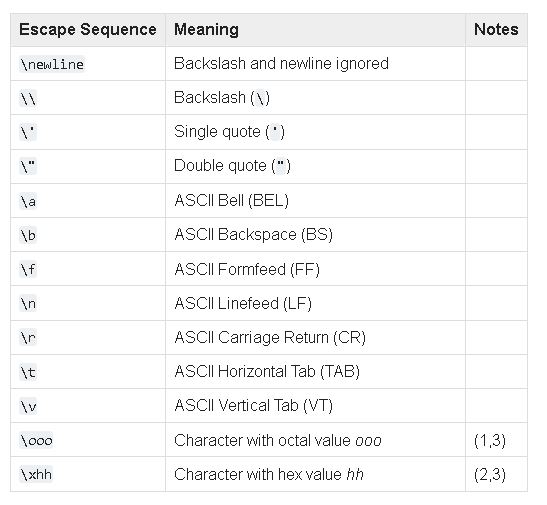 Escape Sequence Meaning Notes
\newline Backslash and newline ignored
\\ Backslash (\)
\' Single quote (')
\" Double quote (")
\a ASCII Bell (BEL)
\b ASCII Backspace (BS)
\f ASCII Formfeed (FF)
\n ASCII Linefeed (LF)
\r ASCII Carriage Return (CR)
\t ASCII Horizontal Tab (TAB)
\v ASCII Vertical Tab (VT)
\ooo Character with octal value ooo (1,3)
\xhh Character with hex value hh (2,3)